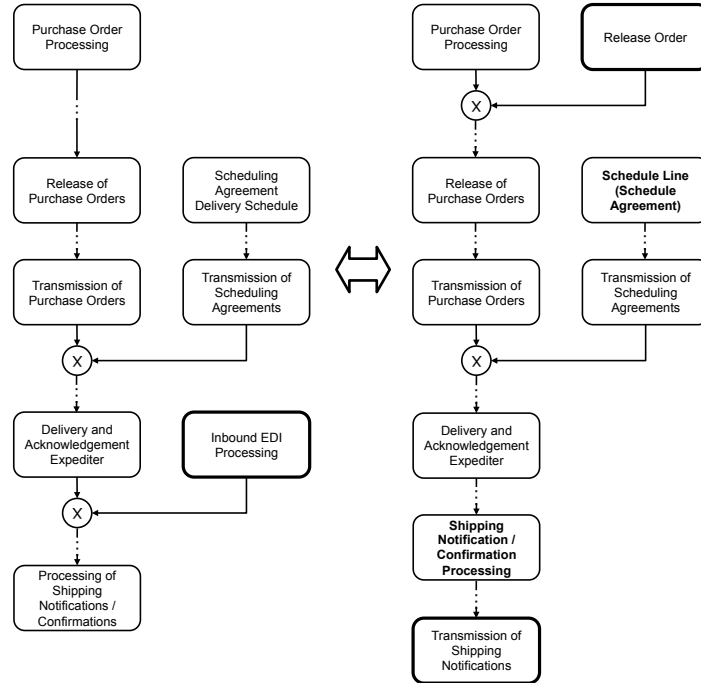 Purchase Order
Processing
Release of
Purchase Orders
Scheduling
Agreement
Delivery Schedule
Transmission of
Purchase Orders
Transmission of
Scheduling
Agreements
X
Delivery and
Acknowledgement
Expediter
Inbound EDI
Processing
X
Processing of
Shipping
Notifications /
Confirmations
Purchase Order
Processing
Release Order
X
Release of
Purchase Orders
Schedule Line
(Schedule
Agreement)
Transmission of
Purchase Orders
Transmission of
Scheduling
Agreements
X
Delivery and
Acknowledgement
Expediter
Shipping
Notification /
Confirmation
Processing
Transmission of
Shipping
Notifications